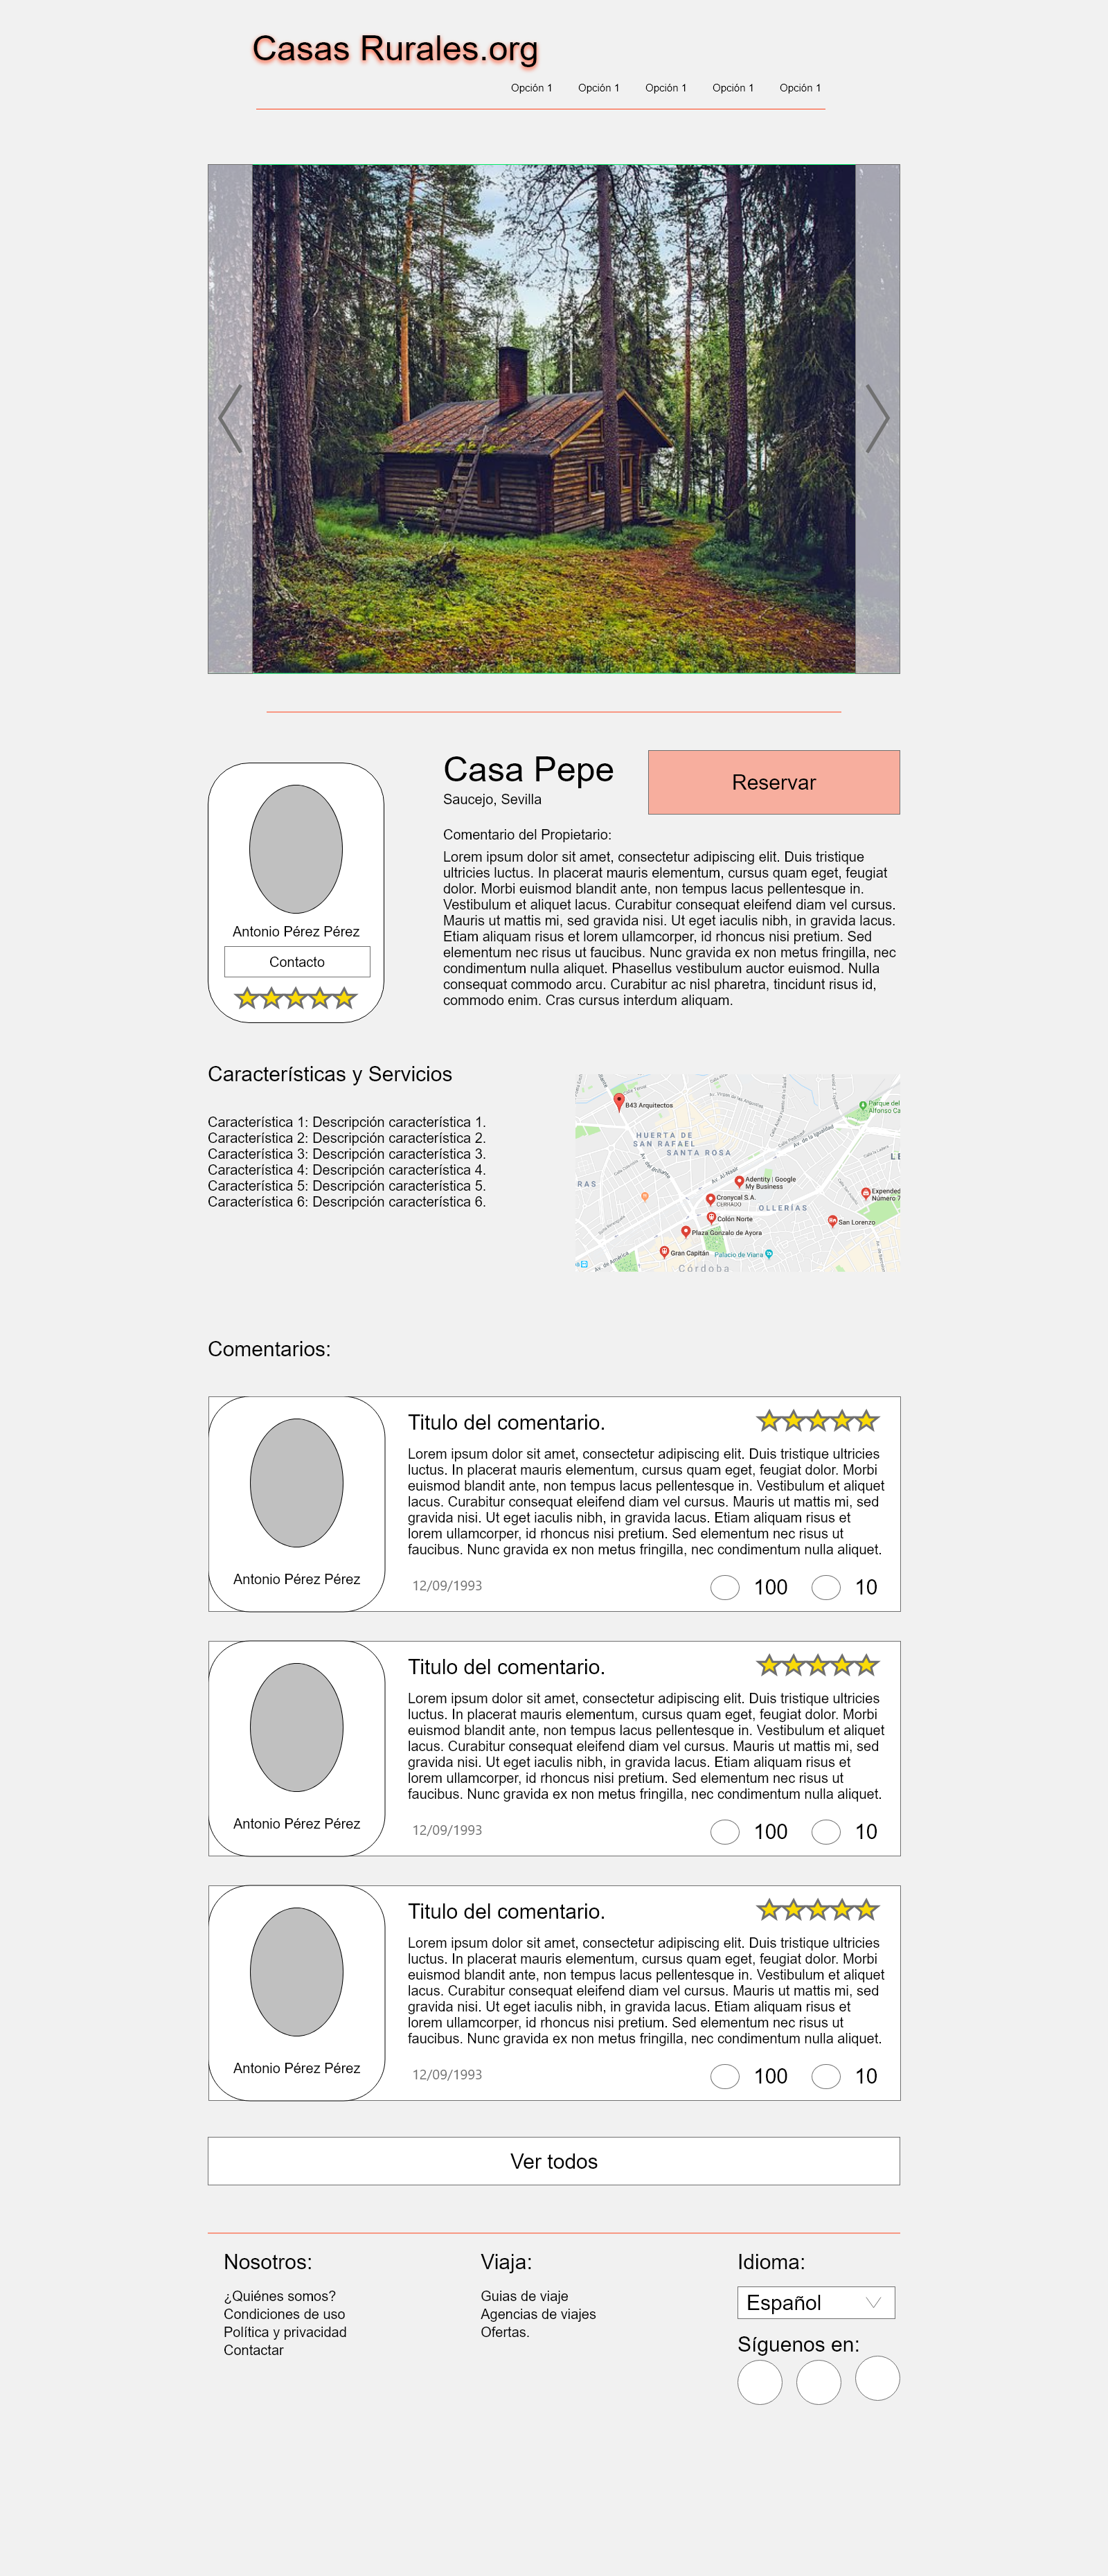 Casas Rurales.org
Opción 1 Opción 1 Opción 1 Opción 1 Opción 1
Casa Pepe
Saucejo, Sevilla
Reservar
Comentario del Propietario:
Lorem ipsum dolor sit amet, consectetur adipiscing elit. Duis tristique
ultricies luctus. In placerat mauris elementum, cursus quam eget, feugiat
dolor. Morbi euismod blandit ante, non tempus lacus pellentesque in.
Vestibulum et aliquet lacus. Curabitur consequat eleifend diam vel cursus.
Mauris ut mattis mi, sed gravida nisi. Ut eget iaculis nibh, in gravida lacus.
Etiam aliquam risus et lorem ullamcorper, id rhoncus nisi pretium. Sed
elementum nec risus ut faucibus. Nunc gravida ex non metus fringilla, nec
condimentum nulla aliquet. Phasellus vestibulum auctor euismod. Nulla
consequat commodo arcu. Curabitur ac nisl pharetra, tincidunt risus id,
commodo enim. Cras cursus interdum aliquam.
Antonio Pérez Pérez
Contacto
Características y Servicios
Característica 1: Descripción característica 1.
Característica 2: Descripción característica 2.
Característica 3: Descripción característica 3.
Característica 4: Descripción característica 4.
Característica 5: Descripción característica 5.
Característica 6: Descripción característica 6.
B43 Arquitectos
Parque del
Alfonso Ca
HUERTA DE
SAN RAFAEL
SANTA ROSA
Av. de la Igualdad
Av. Al-Nasir
LE
RAS
Adentity | Google
My Business
Expended
Número 7
Cronycal S.A.
CERRADO
OLLERÍAS
Colón Norte
San Lorenzo
Plaza Gonzalo de Ayora
Gran Capitán
Palacio de Viana
Av. de América
Córdoba
Comentarios:
Titulo del comentario.
Lorem ipsum dolor sit amet, consectetur adipiscing elit. Duis tristique ultricies
luctus. In placerat mauris elementum, cursus quam eget, feugiat dolor. Morbi
euismod blandit ante, non tempus lacus pellentesque in. Vestibulum et aliquet
lacus. Curabitur consequat eleifend diam vel cursus. Mauris ut mattis mi, sed
gravida nisi. Ut eget iaculis nibh, in gravida lacus. Etiam aliquam risus et
lorem ullamcorper, id rhoncus nisi pretium. Sed elementum nec risus ut
faucibus. Nunc gravida ex non metus fringilla, nec condimentum nulla aliquet.
Antonio Pérez Pérez
12/09/1993 100 10
Titulo del comentario.
Lorem ipsum dolor sit amet, consectetur adipiscing elit. Duis tristique ultricies
luctus. In placerat mauris elementum, cursus quam eget, feugiat dolor. Morbi
euismod blandit ante, non tempus lacus pellentesque in. Vestibulum et aliquet
lacus. Curabitur consequat eleifend diam vel cursus. Mauris ut mattis mi, sed
gravida nisi. Ut eget iaculis nibh, in gravida lacus. Etiam aliquam risus et
lorem ullamcorper, id rhoncus nisi pretium. Sed elementum nec risus ut
faucibus. Nunc gravida ex non metus fringilla, nec condimentum nulla aliquet.
Antonio Pérez Pérez
12/09/1993 100 10
Titulo del comentario.
Lorem ipsum dolor sit amet, consectetur adipiscing elit. Duis tristique ultricies
luctus. In placerat mauris elementum, cursus quam eget, feugiat dolor. Morbi
euismod blandit ante, non tempus lacus pellentesque in. Vestibulum et aliquet
lacus. Curabitur consequat eleifend diam vel cursus. Mauris ut mattis mi, sed
gravida nisi. Ut eget iaculis nibh, in gravida lacus. Etiam aliquam risus et
lorem ullamcorper, id rhoncus nisi pretium. Sed elementum nec risus ut
faucibus. Nunc gravida ex non metus fringilla, nec condimentum nulla aliquet.
Antonio Pérez Pérez
12/09/1993 100 10
Ver todos
Nosotros:
¿Quiénes somos?
Condiciones de uso
Política y privacidad
Contactar
Viaja:
Guias de viaje
Agencias de viajes
Ofertas.
Idioma:
Español
Síguenos en: